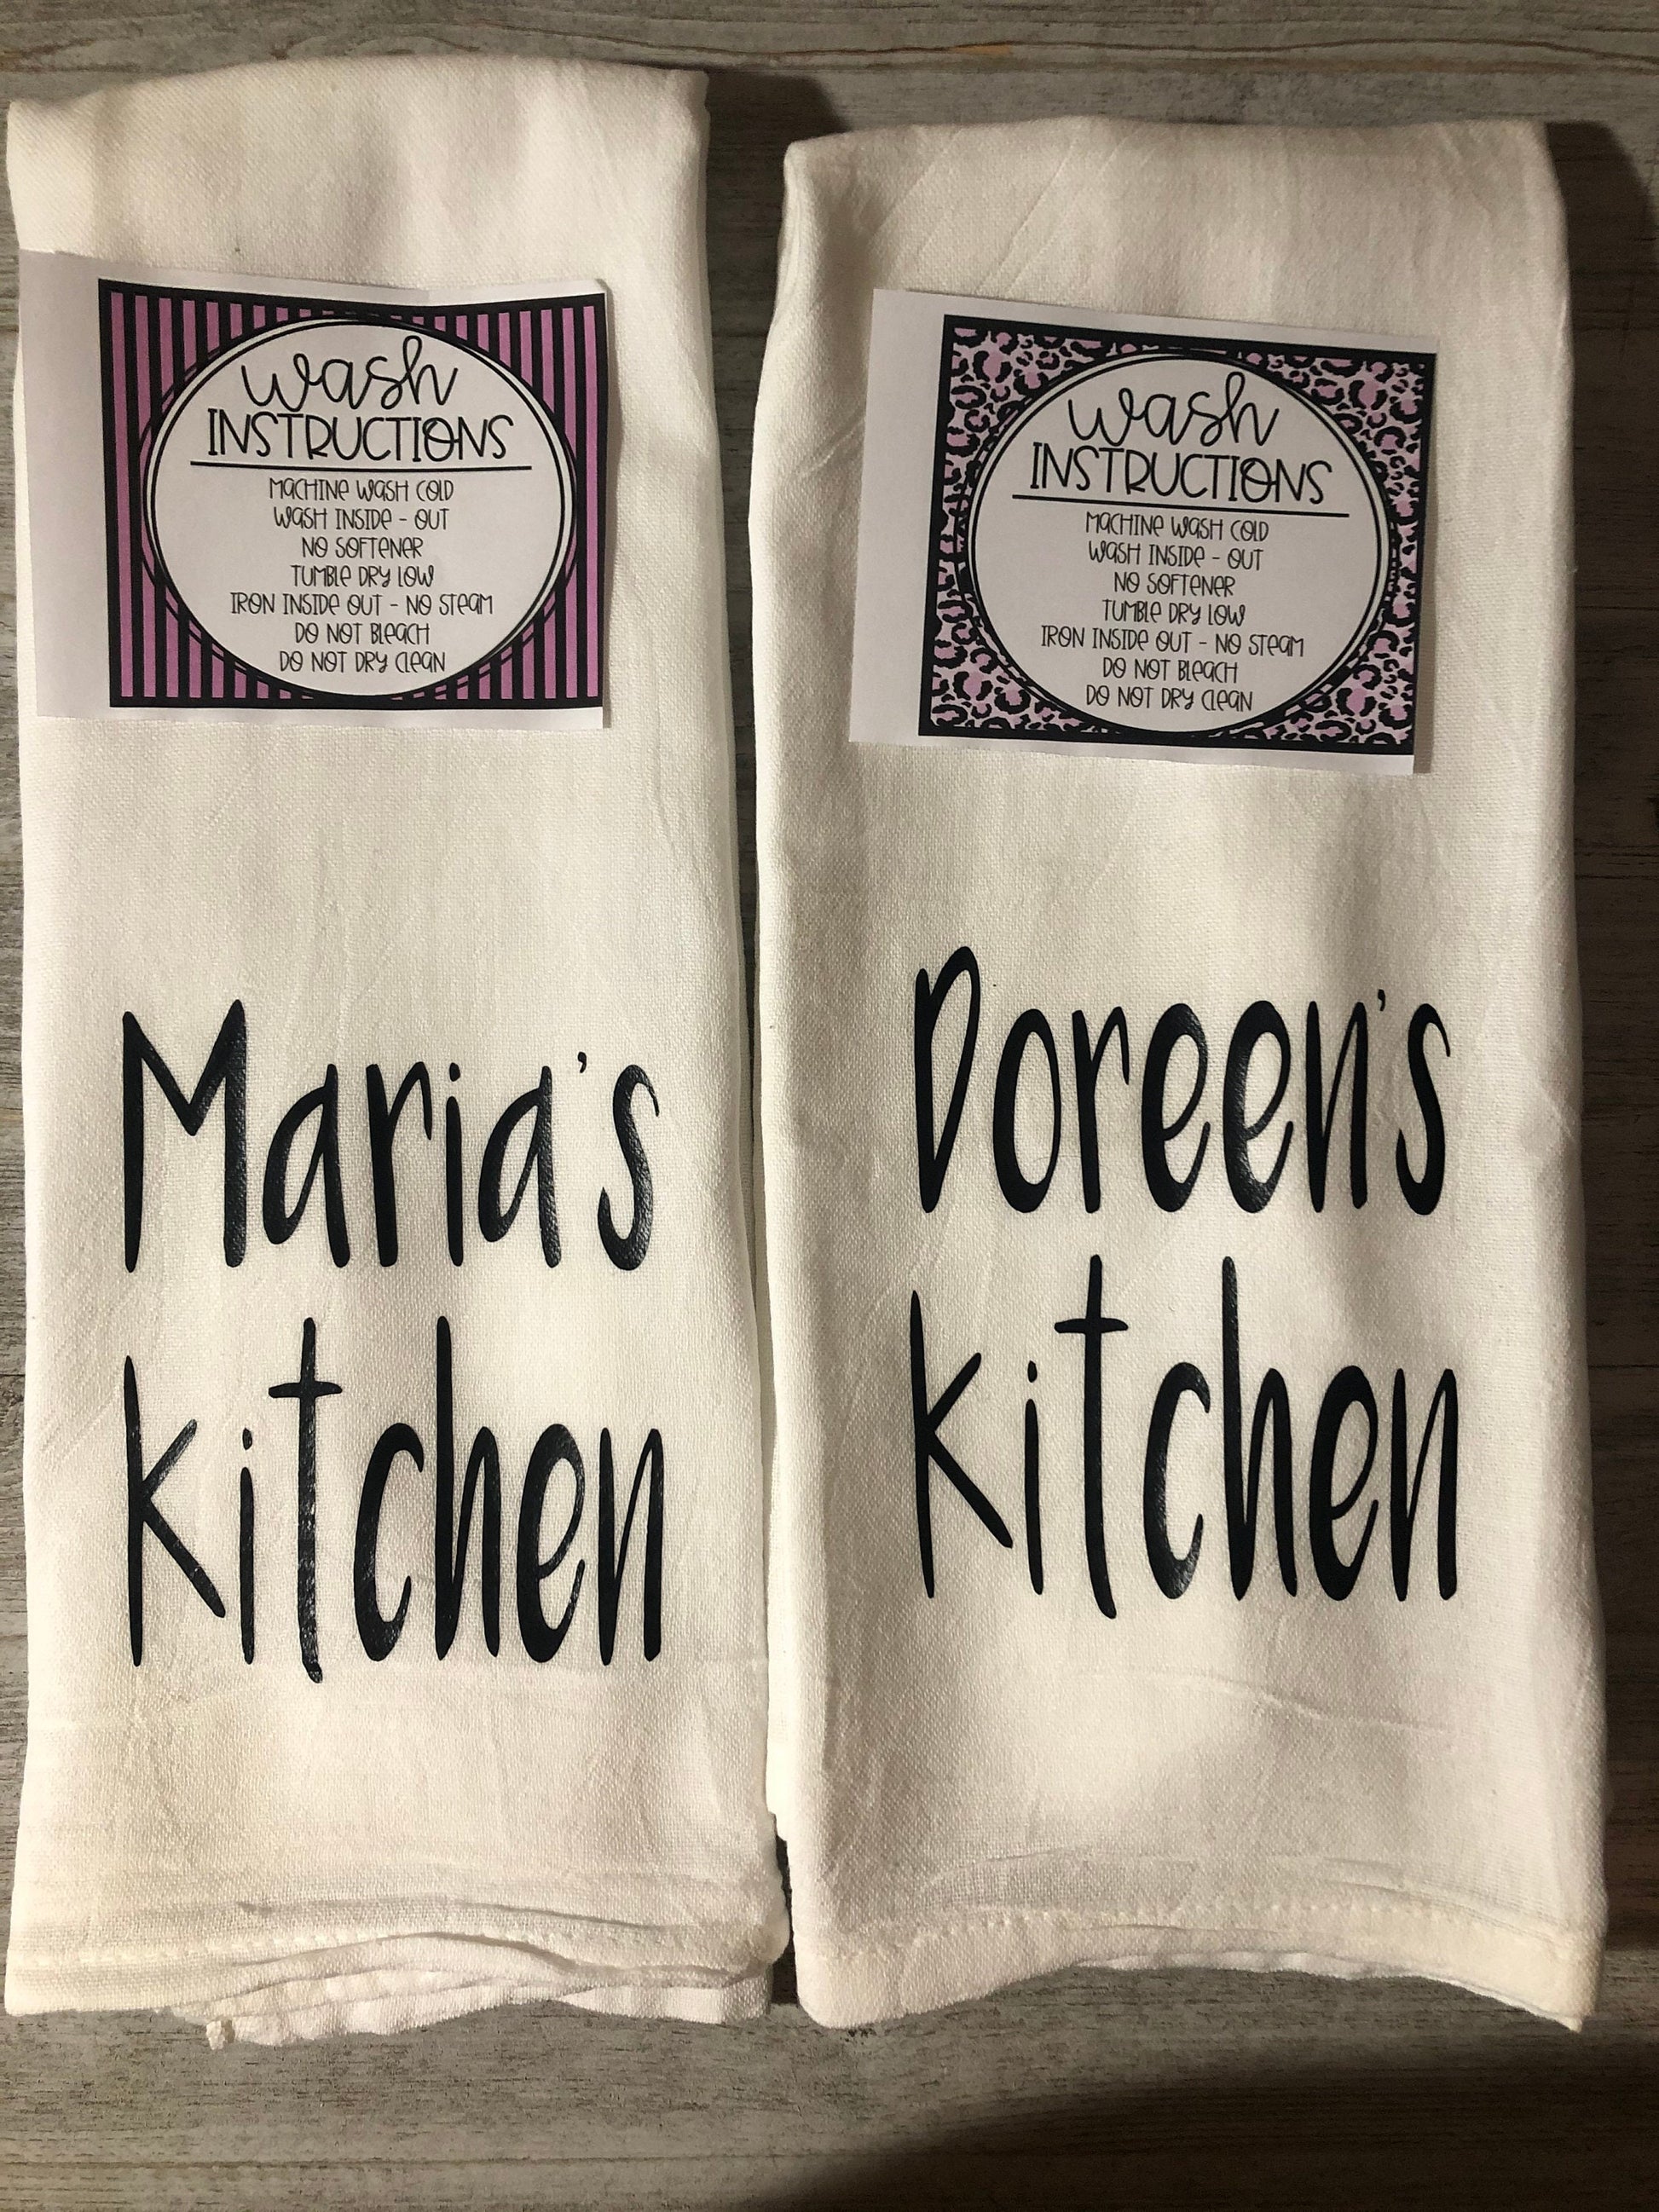 wash
INSTRUCTIONS
MACHINE WASH COLD
WASH INSIDE - OUT
NO SOFTENER
TUMBLE DRY LOW
IRON INSIDE OUT - NO STEAM
DO NOT BLEACH
DO NOT DRY CLEAN
Maria's
kitchen
wash
INSTRUCTIONS
MACHINE WASH COLD
WASH INSIDE - OUT
NO SOFTENER
TUMBLE DRY LOW
IRON INSIDE OUT - NO STEAM
DO NOT BLEACH
DO NOT DRY CLEAN
Doreen's
kitchen